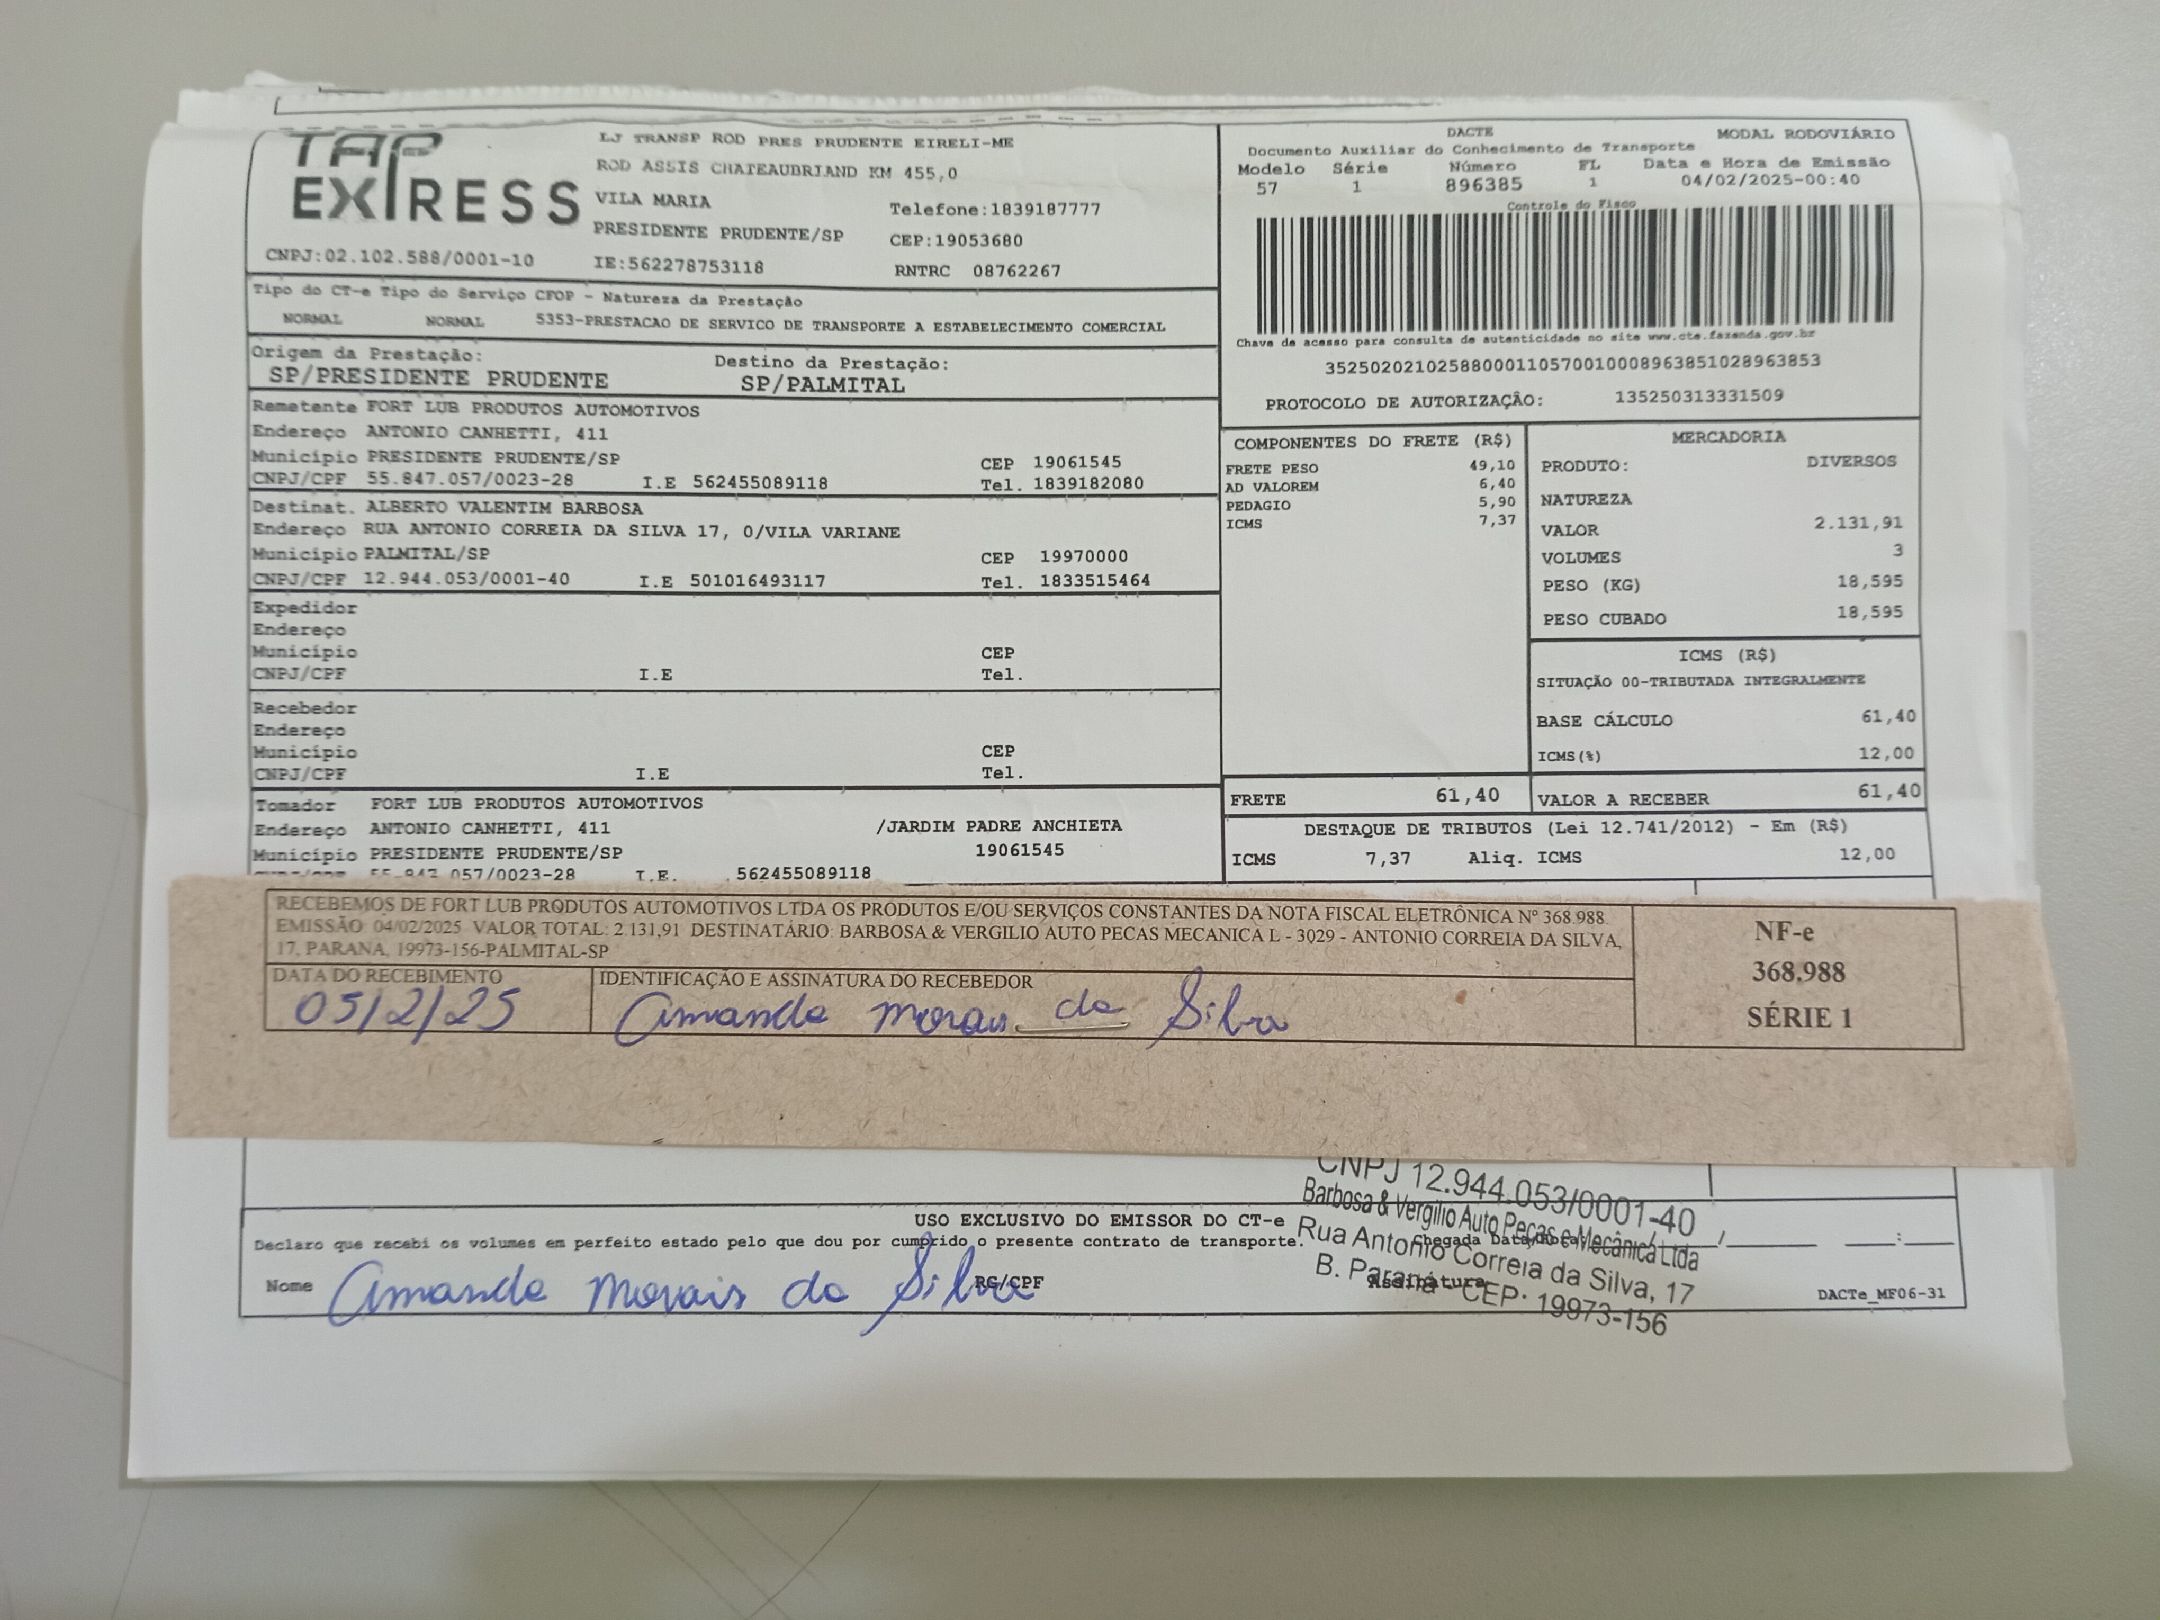 TAP EXPRESS
LJ TRANSP ROD PRES PRUDENTE EIRELI-ME
ROD ASSIS CHATEAUBRIAND KM 455,0
VILA MARIA Telefone:1839187777
PRESIDENTE PRUDENTE/SP CEP:19053680
CNPJ:02.102.588/0001-10 IE:562278753118 RNTRC 08762267
DACTE MODAL RODOVIÁRIO
Documento Auxiliar do Conhecimento de Transporte
Modelo Série Número FL Data e Hora de Emissão
57 1 896385 1 04/02/2025-00:40
Controle do Fisco
Chave de acesso para consulta de autenticidade no site www.cte.fazenda.gov.br
35250202102588000110570010008963851028963853
PROTOCOLO DE AUTORIZAÇÃO: 135250313331509
Tipo do CT-e Tipo do Serviço CFOP - Natureza da Prestação
NORMAL NORMAL 5353-PRESTACAO DE SERVICO DE TRANSPORTE A ESTABELECIMENTO COMERCIAL
Origem da Prestação: Destino da Prestação:
SP/PRESIDENTE PRUDENTE SP/PALMITAL
Remetente FORT LUB PRODUTOS AUTOMOTIVOS
Endereço ANTONIO CANHETTI, 411
Município PRESIDENTE PRUDENTE/SP CEP 19061545
CNPJ/CPF 55.847.057/0023-28 I.E 562455089118 Tel. 1839182080
Destinat. ALBERTO VALENTIM BARBOSA
Endereço RUA ANTONIO CORREIA DA SILVA 17, 0/VILA VARIANE
Município PALMITAL/SP CEP 19970000
CNPJ/CPF 12.944.053/0001-40 I.E 501016493117 Tel. 1833515464
Expedidor
Endereço
Município CEP
CNPJ/CPF I.E Tel.
Recebedor
Endereço
Município CEP
CNPJ/CPF I.E Tel.
Tomador FORT LUB PRODUTOS AUTOMOTIVOS
Endereço ANTONIO CANHETTI, 411 /JARDIM PADRE ANCHIETA
Município PRESIDENTE PRUDENTE/SP 19061545
55.847.057/0023-28 I.E. 562455089118
COMPONENTES DO FRETE (R$)
FRETE PESO 49,10
AD VALOREM 6,40
PEDAGIO 5,90
ICMS 7,37
MERCADORIA
PRODUTO: DIVERSOS
NATUREZA
VALOR 2.131,91
VOLUMES 3
PESO (KG) 18,595
PESO CUBADO 18,595
ICMS (R$)
SITUAÇÃO 00-TRIBUTADA INTEGRALMENTE
BASE CÁLCULO 61,40
ICMS(%) 12,00
FRETE 61,40 VALOR A RECEBER 61,40
DESTAQUE DE TRIBUTOS (Lei 12.741/2012) - Em (R$)
ICMS 7,37 Aliq. ICMS 12,00
RECEBEMOS DE FORT LUB PRODUTOS AUTOMOTIVOS LTDA OS PRODUTOS E/OU SERVIÇOS CONSTANTES DA NOTA FISCAL ELETRÔNICA Nº 368.988.
EMISSÃO: 04/02/2025 VALOR TOTAL: 2.131,91 DESTINATÁRIO: BARBOSA & VERGILIO AUTO PECAS MECANICA L - 3029 - ANTONIO CORREIA DA SILVA,
17, PARANA, 19973-156-PALMITAL-SP
DATA DO RECEBIMENTO IDENTIFICAÇÃO E ASSINATURA DO RECEBEDOR
05/2/25 Amanda Morais da Silva
NF-e
368.988
SÉRIE 1
CNPJ 12.944.053/0001-40
Barbosa & Vergilio Auto Peças e Mecânica Ltda
Rua Antonio Correia da Silva, 17
B. Paraná - CEP: 19973-156
USO EXCLUSIVO DO EMISSOR DO CT-e
Declaro que recebi os volumes em perfeito estado pelo que dou por cumprido o presente contrato de transporte. Chegada Data/Hora
Nome Amanda Morais da Silva RG/CPF Assinatura DACTe_MF06-31